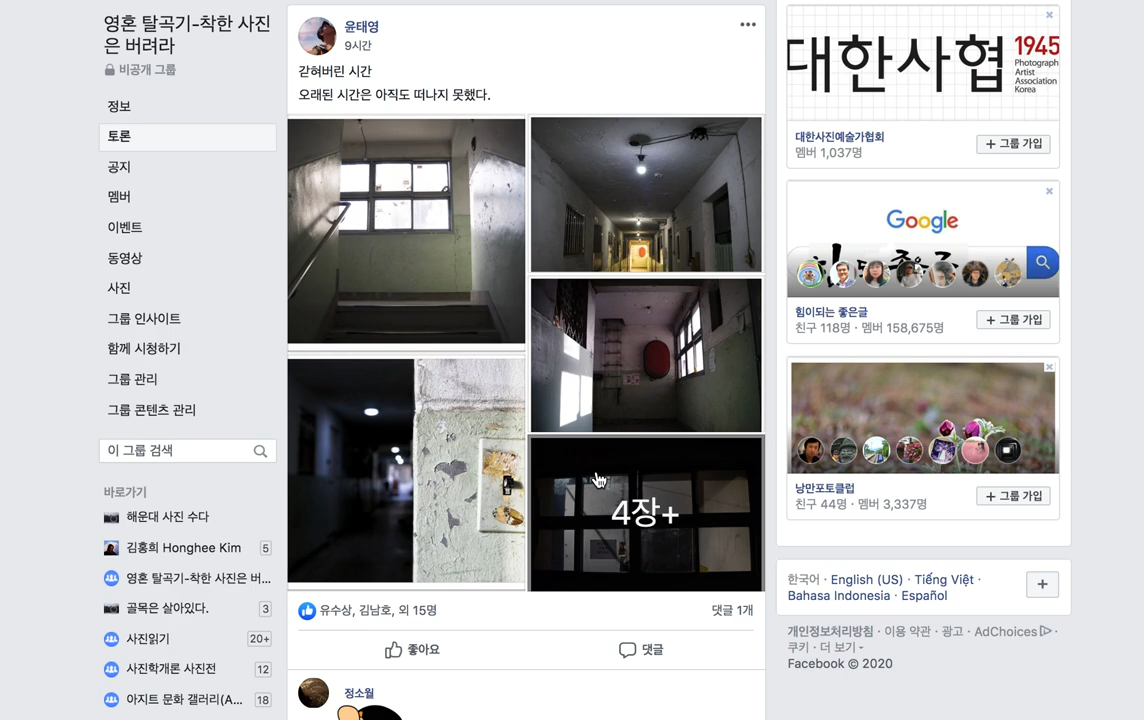 영혼 탈곡기-착한 사진
은 버려라
비공개 그룹
정보
토론
공지
멤버
이벤트
동영상
사진
그룹 인사이트
함께 시청하기
그룹 관리
그룹 콘텐츠 관리
이 그룹 검색
바로가기
해운대 사진 수다
김홍희 Honghee Kim 5
영혼 탈곡기-착한 사진은 버...
골목은 살아있다. 3
사진읽기 20+
사진학개론 사진전 12
아지트 문화 갤러리(A... 18
윤태영
9시간
갇혀버린 시간
오래된 시간은 아직도 떠나지 못했다.
4장+
유수상, 김남호, 외 15명 댓글 1개
좋아요 댓글
정소월
대한사협 1945
Photograph
Artist
Association
Korea
대한사진예술가협회
멤버 1,037명
+ 그룹 가입
Google
힘이되는 좋은글
친구 118명 · 멤버 158,675명
+ 그룹 가입
낭만포토클럽
친구 44명 · 멤버 3,337명
+ 그룹 가입
한국어 · English (US) · Tiếng Việt ·
Bahasa Indonesia · Español
개인정보처리방침 · 이용 약관 · 광고 · AdChoices ·
쿠키 · 더 보기
Facebook © 2020